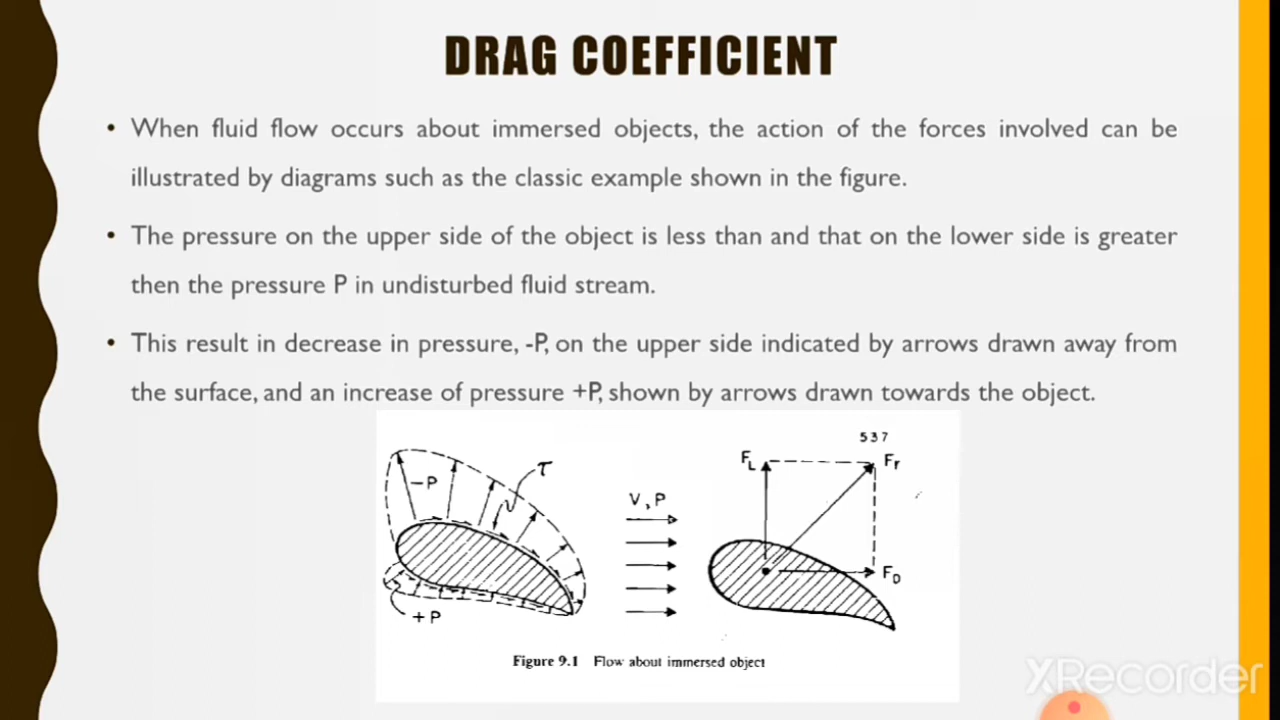 DRAG COEFFICIENT
• When fluid flow occurs about immersed objects, the action of the forces involved can be
illustrated by diagrams such as the classic example shown in the figure.
• The pressure on the upper side of the object is less than and that on the lower side is greater
then the pressure P in undisturbed fluid stream.
• This result in decrease in pressure, -P, on the upper side indicated by arrows drawn away from
the surface, and an increase of pressure +P, shown by arrows drawn towards the object.
537
F_L
F_r
τ
-P
V, P
F_D
+P
Figure 9.1 Flow about immersed object
XRecorder